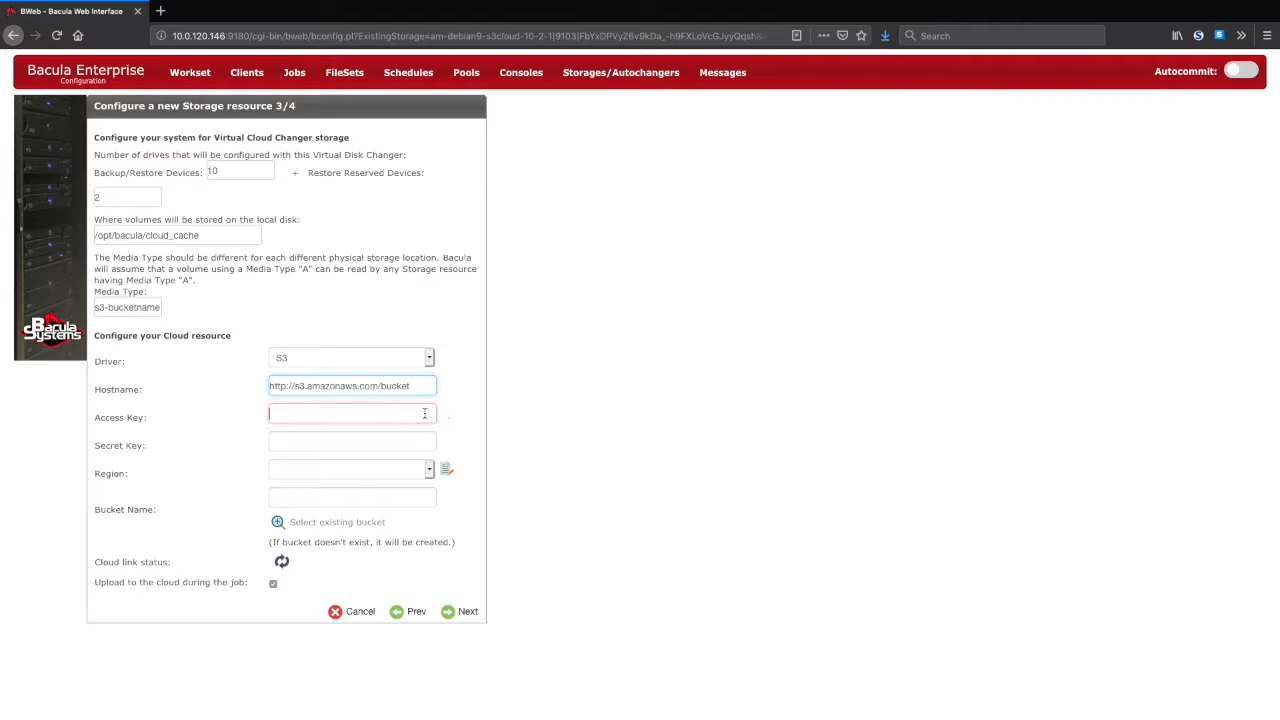 BWeb - Bacula Web Interface
10.0.120.146:9180/cgi-bin/bweb/bconfig.pl?ExistingStorage=am-debian9-s3cloud-10-2-1|9103|FbYxDPVyZ6v9kDa_-h9FXLoVcGJyyQqsh&
Search
Bacula Enterprise
Configuration
Workset Clients Jobs FileSets Schedules Pools Consoles Storages/Autochangers Messages
Autocommit:
Configure a new Storage resource 3/4
Configure your system for Virtual Cloud Changer storage
Number of drives that will be configured with this Virtual Disk Changer:
Backup/Restore Devices: 10 + Restore Reserved Devices:
2
Where volumes will be stored on the local disk:
/opt/bacula/cloud_cache
The Media Type should be different for each different physical storage location. Bacula
will assume that a volume using a Media Type "A" can be read by any Storage resource
having Media Type "A".
Media Type:
s3-bucketname
Bacula
Systems
Configure your Cloud resource
Driver: S3
Hostname: http://s3.amazonaws.com/bucket
Access Key:
Secret Key:
Region:
Bucket Name:
Select existing bucket
(If bucket doesn't exist, it will be created.)
Cloud link status:
Upload to the cloud during the job:
Cancel Prev Next